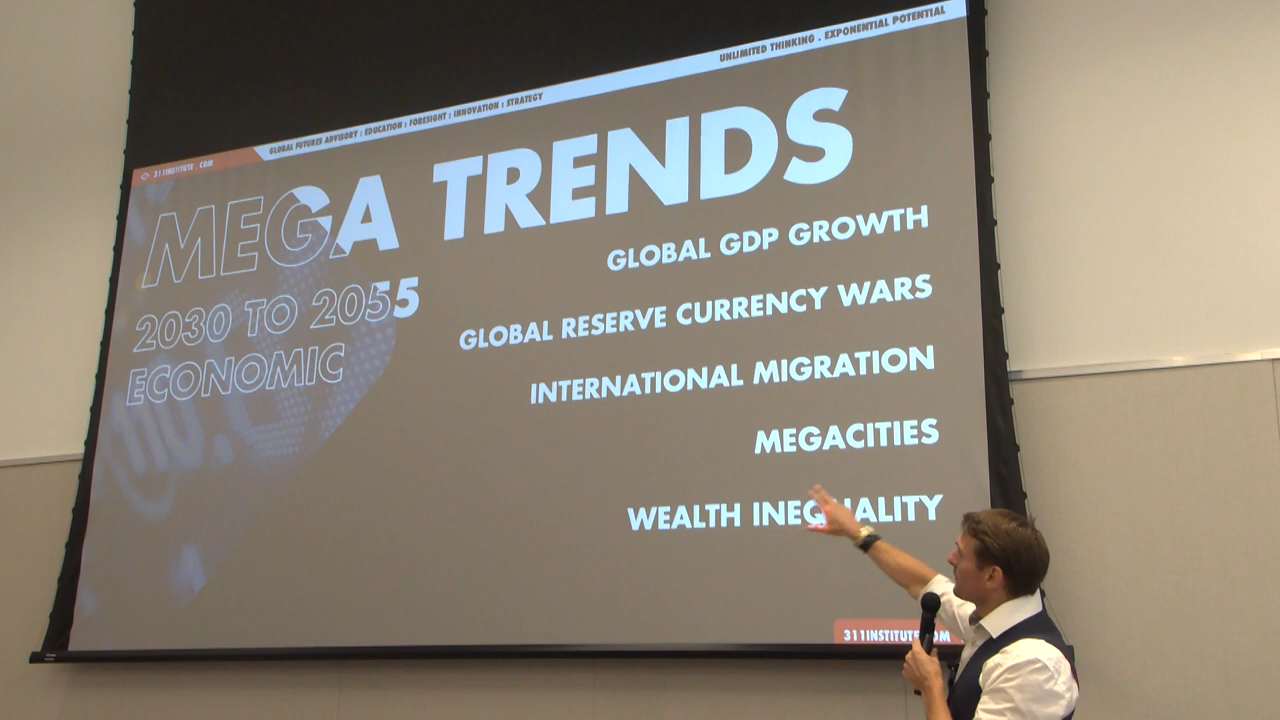 311INSTITUTE . COM
GLOBAL FUTURES ADVISORY : EDUCATION : FORESIGHT : INNOVATION : STRATEGY
UNLIMITED THINKING . EXPONENTIAL POTENTIAL
MEGA TRENDS
2030 TO 2055
ECONOMIC
GLOBAL GDP GROWTH
GLOBAL RESERVE CURRENCY WARS
INTERNATIONAL MIGRATION
MEGACITIES
WEALTH INEQUALITY